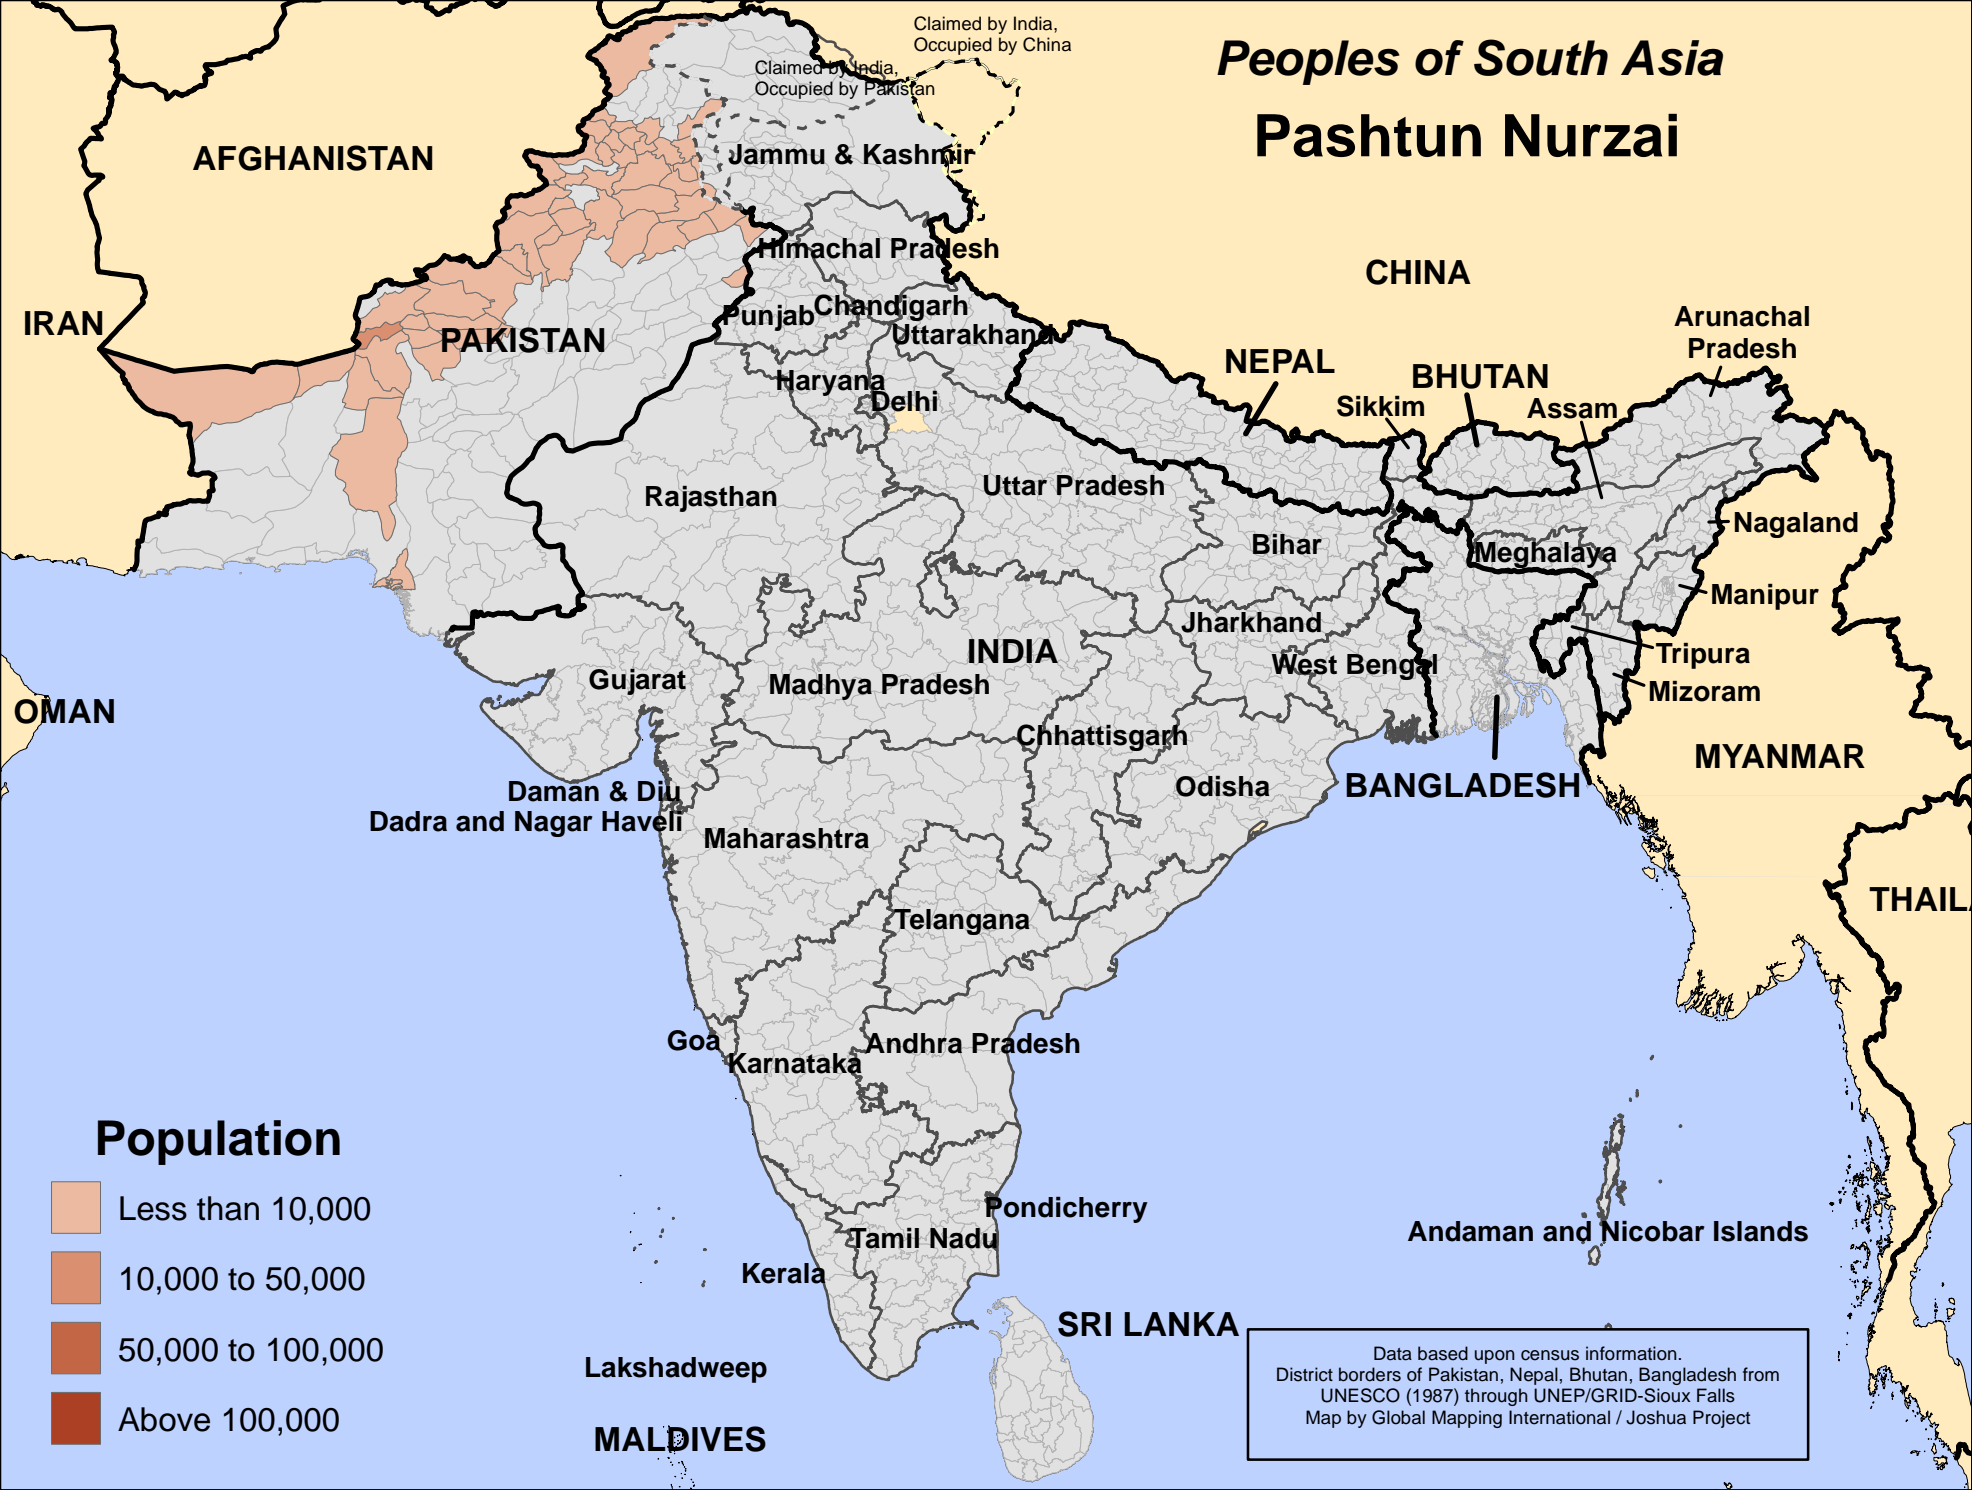 Claimed by India,
Occupied by China
Peoples of South Asia
Claimed by India,
Occupied by Pakistan
Pashtun Nurzai
AFGHANISTAN
Jammu & Kashmir
Himachal Pradesh
CHINA
IRAN
PAKISTAN
Punjab
Chandigarh
Uttarakhand
Arunachal
Pradesh
NEPAL
BHUTAN
Haryana
Delhi
Sikkim
Assam
Rajasthan
Uttar Pradesh
Nagaland
Bihar
Meghalaya
Manipur
Jharkhand
INDIA
Tripura
Gujarat
Madhya Pradesh
West Bengal
Mizoram
OMAN
Chhattisgarh
MYANMAR
Daman & Diu
Odisha
BANGLADESH
Dadra and Nagar Haveli
Maharashtra
THAIL
Telangana
Goa
Karnataka
Andhra Pradesh
Population
Less than 10,000
10,000 to 50,000
50,000 to 100,000
Above 100,000
Pondicherry
Tamil Nadu
Andaman and Nicobar Islands
Kerala
SRI LANKA
Lakshadweep
MALDIVES
Data based upon census information.
District borders of Pakistan, Nepal, Bhutan, Bangladesh from
UNESCO (1987) through UNEP/GRID-Sioux Falls
Map by Global Mapping International / Joshua Project